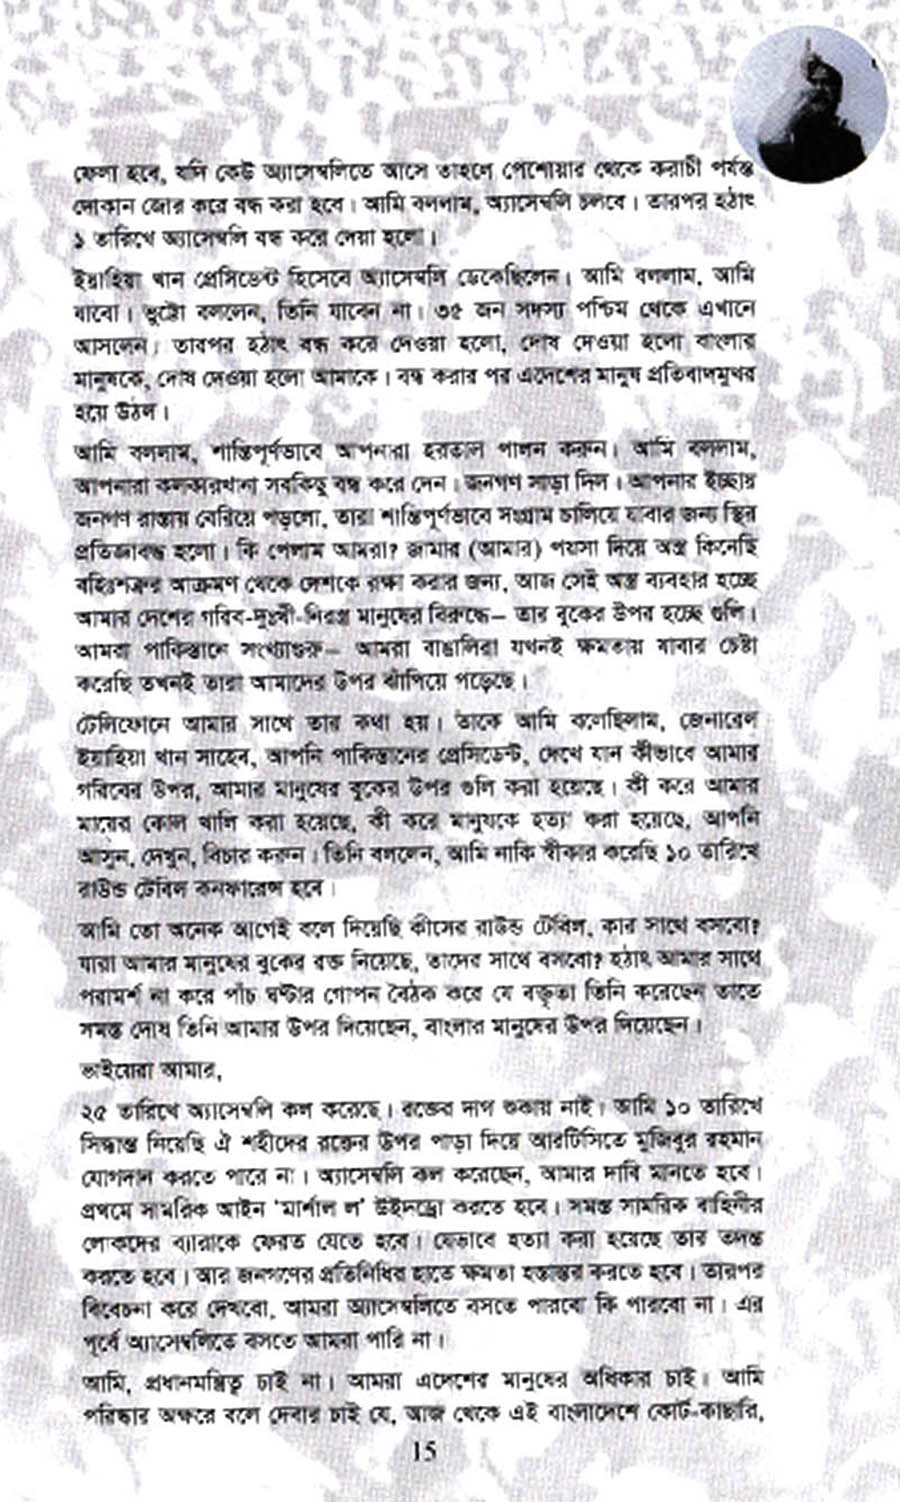 ফেলা হবে, যদি কেউ অ্যাসেম্বলিতে আসে তাহলে পেশোয়ার থেকে করাচী পর্যন্ত
দোকান জোর করে বন্ধ করা হবে। আমি বললাম, অ্যাসেম্বলি চলবে। তারপর হঠাৎ
১ তারিখে অ্যাসেম্বলি বন্ধ করে দেয়া হলো।
ইয়াহিয়া খান প্রেসিডেন্ট হিসেবে অ্যাসেম্বলি ডেকেছিলেন। আমি বললাম, আমি
যাবো। ভুট্টো বললেন, তিনি যাবেন না। ৩৫ জন সদস্য পশ্চিম থেকে এখানে
আসলেন। তারপর হঠাৎ বন্ধ করে দেওয়া হলো, দোষ দেওয়া হলো বাংলার
মানুষকে, দোষ দেওয়া হলো আমাকে। বন্ধ করার পর এদেশের মানুষ প্রতিবাদমুখর
হয়ে উঠল।
আমি বললাম, শান্তিপূর্ণভাবে আপনারা হরতাল পালন করুন। আমি বললাম,
আপনারা কলকারখানা সবকিছু বন্ধ করে দেন। জনগণ সাড়া দিল। আপনার ইচ্ছায়
জনগণ রাস্তায় বেরিয়ে পড়লো, তারা শান্তিপূর্ণভাবে সংগ্রাম চালিয়ে যাবার জন্য স্থির
প্রতিজ্ঞাবদ্ধ হলো। কি পেলাম আমরা? জামার (আমার) পয়সা দিয়ে অস্ত্র কিনেছি
বহিঃশত্রুর আক্রমণ থেকে দেশকে রক্ষা করার জন্য, আজ সেই অস্ত্র ব্যবহার হচ্ছে
আমার দেশের গরিব-দুঃখী-নিরস্ত্র মানুষের বিরুদ্ধে– তার বুকের উপর হচ্ছে গুলি।
আমরা পাকিস্তানে সংখ্যাগুরু– আমরা বাঙালিরা যখনই ক্ষমতায় যাবার চেষ্টা
করেছি তখনই তারা আমাদের উপর ঝাঁপিয়ে পড়েছে।
টেলিফোনে আমার সাথে তার কথা হয়। তাকে আমি বলেছিলাম, জেনারেল
ইয়াহিয়া খান সাহেব, আপনি পাকিস্তানের প্রেসিডেন্ট, দেখে যান কীভাবে আমার
গরিবের উপর, আমার মানুষের বুকের উপর গুলি করা হয়েছে। কী করে আমার
মায়ের কোল খালি করা হয়েছে, কী করে মানুষকে হত্যা করা হয়েছে, আপনি
আসুন, দেখুন, বিচার করুন। তিনি বললেন, আমি নাকি স্বীকার করেছি ১০ তারিখে
রাউন্ড টেবিল কনফারেন্স হবে।
আমি তো অনেক আগেই বলে দিয়েছি কীসের রাউন্ড টেবিল, কার সাথে বসবো?
যারা আমার মানুষের বুকের রক্ত নিয়েছে, তাদের সাথে বসবো? হঠাৎ আমার সাথে
পরামর্শ না করে পাঁচ ঘণ্টার গোপন বৈঠক করে যে বক্তৃতা তিনি করেছেন তাতে
সমস্ত দোষ তিনি আমার উপর দিয়েছেন, বাংলার মানুষের উপর দিয়েছেন।
ভাইয়েরা আমার,
২৫ তারিখে অ্যাসেম্বলি কল করেছে। রক্তের দাগ শুকায় নাই। আমি ১০ তারিখে
সিদ্ধান্ত নিয়েছি ঐ শহীদের রক্তের উপর পাড়া দিয়ে আরটিসিতে মুজিবুর রহমান
যোগদান করতে পারে না। অ্যাসেম্বলি কল করেছেন, আমার দাবি মানতে হবে।
প্রথমে সামরিক আইন ‘মার্শাল ল’ উইদড্রো করতে হবে। সমস্ত সামরিক বাহিনীর
লোকদের ব্যারাকে ফেরত যেতে হবে। যেভাবে হত্যা করা হয়েছে তার তদন্ত
করতে হবে। আর জনগণের প্রতিনিধির হাতে ক্ষমতা হস্তান্তর করতে হবে। তারপর
বিবেচনা করে দেখবো, আমরা অ্যাসেম্বলিতে বসতে পারবো কি পারবো না। এর
পূর্বে অ্যাসেম্বলিতে বসতে আমরা পারি না।
আমি, প্রধানমন্ত্রিত্ব চাই না। আমরা এদেশের মানুষের অধিকার চাই। আমি
পরিষ্কার অক্ষরে বলে দেবার চাই যে, আজ থেকে এই বাংলাদেশে কোর্ট-কাছারি,
15